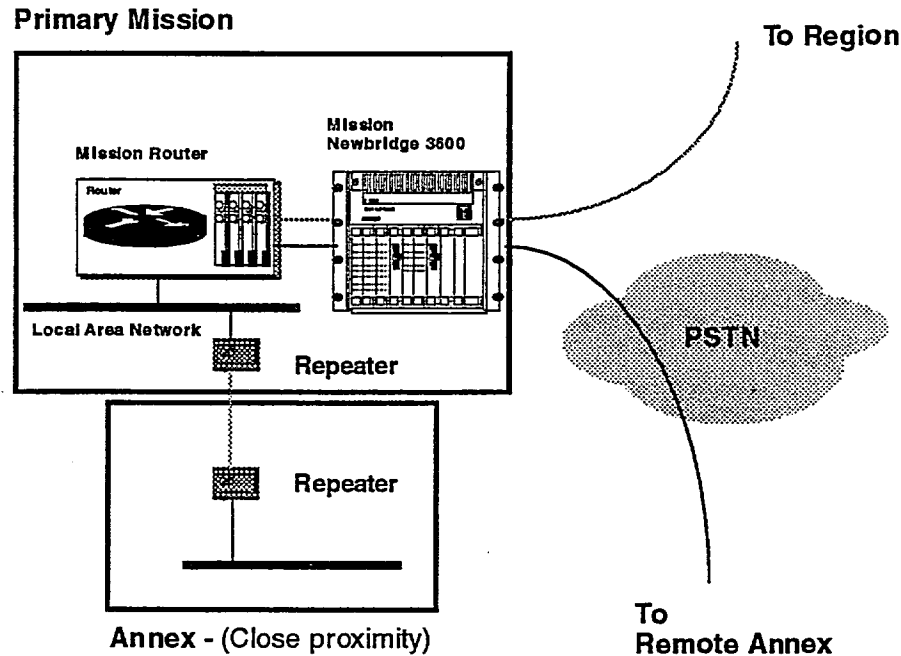 Primary Mission
To Region
Mission
Newbridge 3600
Mission Router
Router
Local Area Network
PSTN
Repeater
Repeater
To
Remote Annex
Annex - (Close proximity)